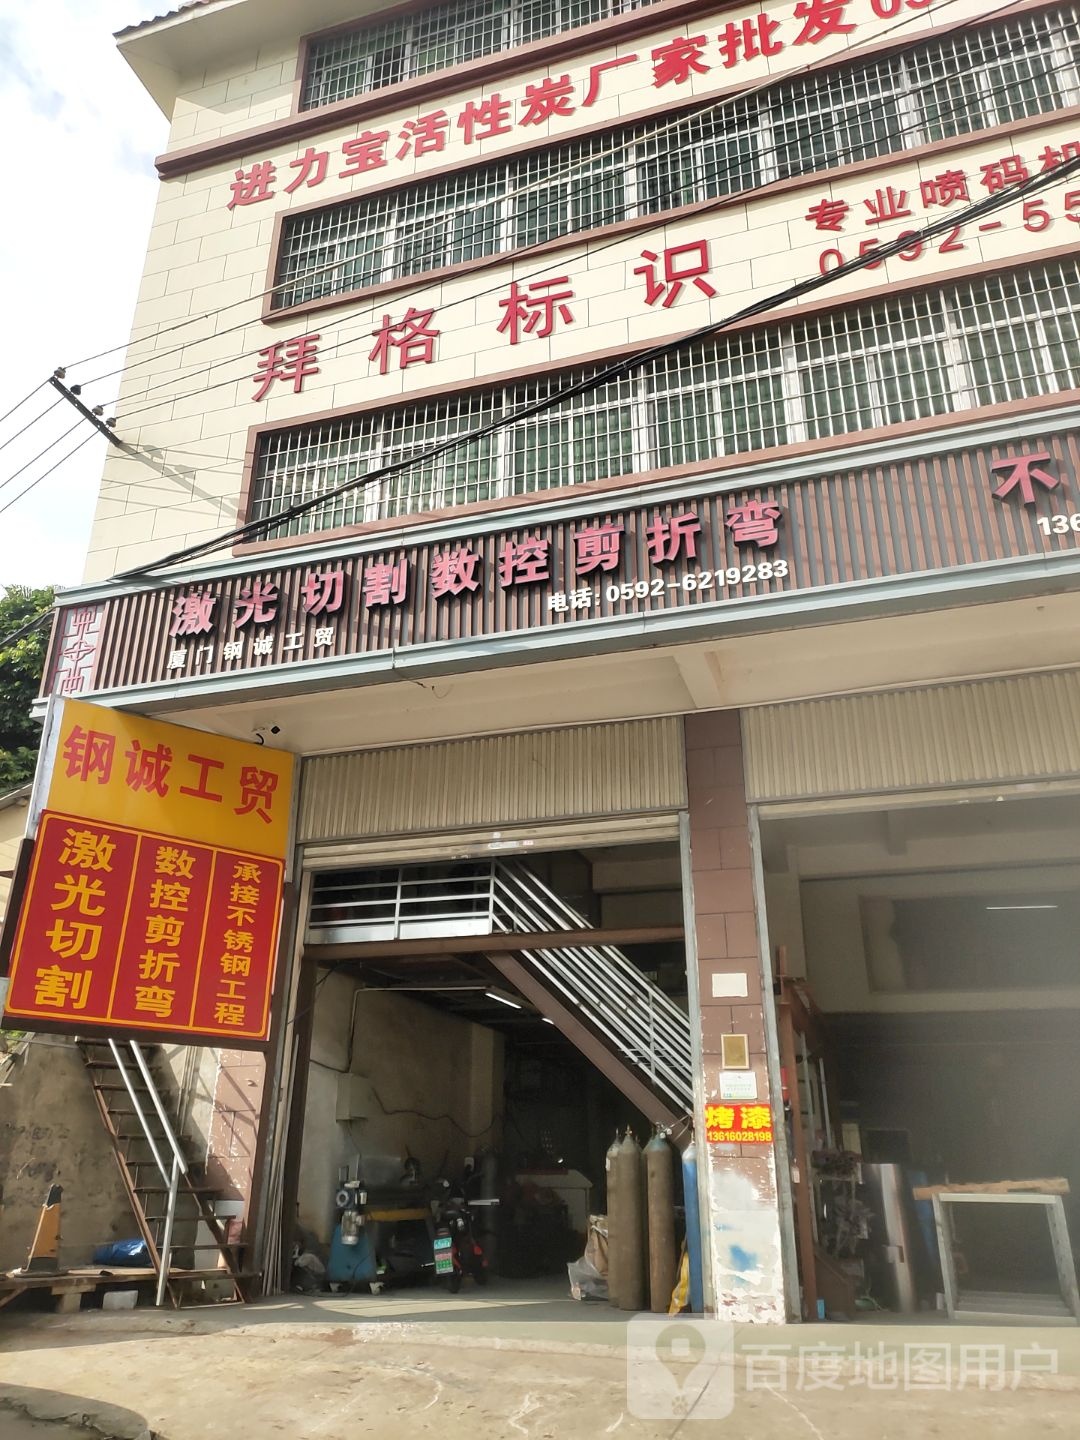 进力宝活性炭厂家批发05
专业喷码机
0592-55
拜格标识
激光切割数控剪折弯
不
厦门钢诚工贸
电话:0592-6219283
136
钢诚工贸
激光切割
数控剪折弯
承接不锈钢工程
烤漆
13616028198
百度地图用户